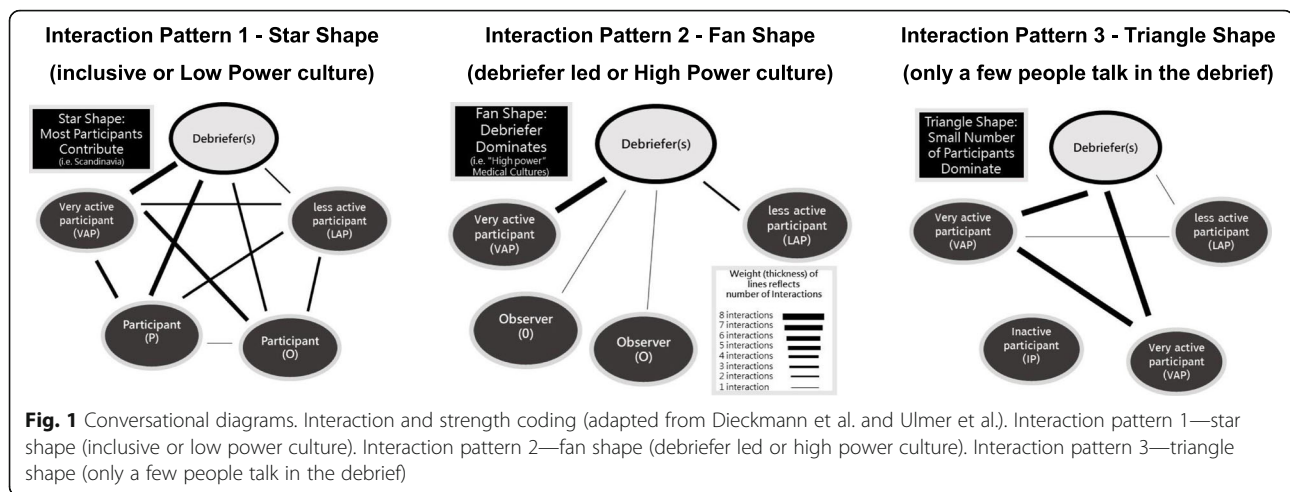 Interaction Pattern 1 - Star Shape
(inclusive or Low Power culture)
Star Shape:
Most Participants
Contribute
(i.e. Scandinavia)
Debriefer(s)
Very active
participant
(VAP)
less active
participant
(LAP)
Participant
(P)
Participant
(O)
Interaction Pattern 2 - Fan Shape
(debriefer led or High Power culture)
Fan Shape:
Debriefer
Dominates
(i.e. "High power"
Medical Cultures)
Debriefer(s)
Very active
participant
(VAP)
less active
participant
(LAP)
Observer
(0)
Observer
(O)
Weight (thickness) of
lines reflects
number of Interactions
8 interactions
7 interactions
6 interactions
5 interactions
4 interactions
3 interactions
2 interactions
1 interaction
Interaction Pattern 3 - Triangle Shape
(only a few people talk in the debrief)
Triangle Shape:
Small Number
of Participants
Dominate
Debriefer(s)
Very active
participant
(VAP)
less active
participant
(LAP)
Inactive
participant
(IP)
Very active
participant
(VAP)
Fig. 1 Conversational diagrams. Interaction and strength coding (adapted from Dieckmann et al. and Ulmer et al.). Interaction pattern 1—star
shape (inclusive or low power culture). Interaction pattern 2—fan shape (debriefer led or high power culture). Interaction pattern 3—triangle
shape (only a few people talk in the debrief)